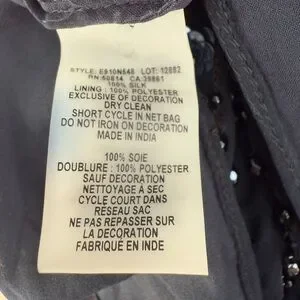 STYLE: E910N548 LOT: 12882
RN:50814 CA:39861
100% SILK
LINING : 100% POLYESTER
EXCLUSIVE OF DECORATION
DRY CLEAN
SHORT CYCLE IN NET BAG
DO NOT IRON ON DECORATION
MADE IN INDIA
100% SOIE
DOUBLURE : 100% POLYESTER
SAUF DECORATION
NETTOYAGE A SEC
CYCLE COURT DANS
RESEAU SAC
NE PAS REPASSER SUR
LA DECORATION
FABRIQUÉ EN INDE